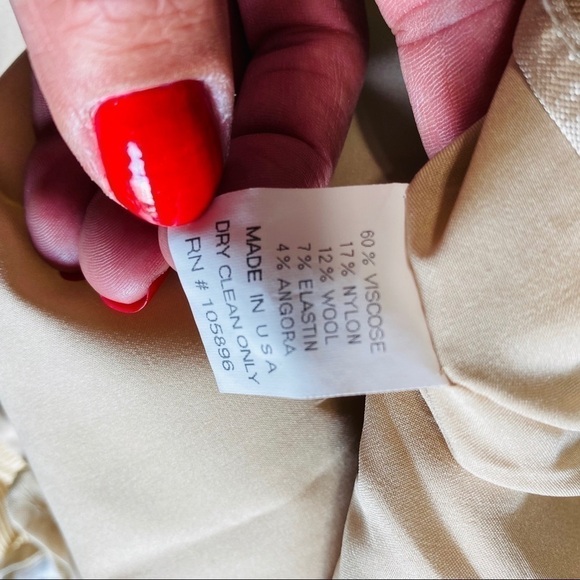 60% VISCOSE
17% NYLON
12% WOOL
7% ELASTIN
4% ANGORA
MADE IN USA
DRY CLEAN ONLY
RN # 105896